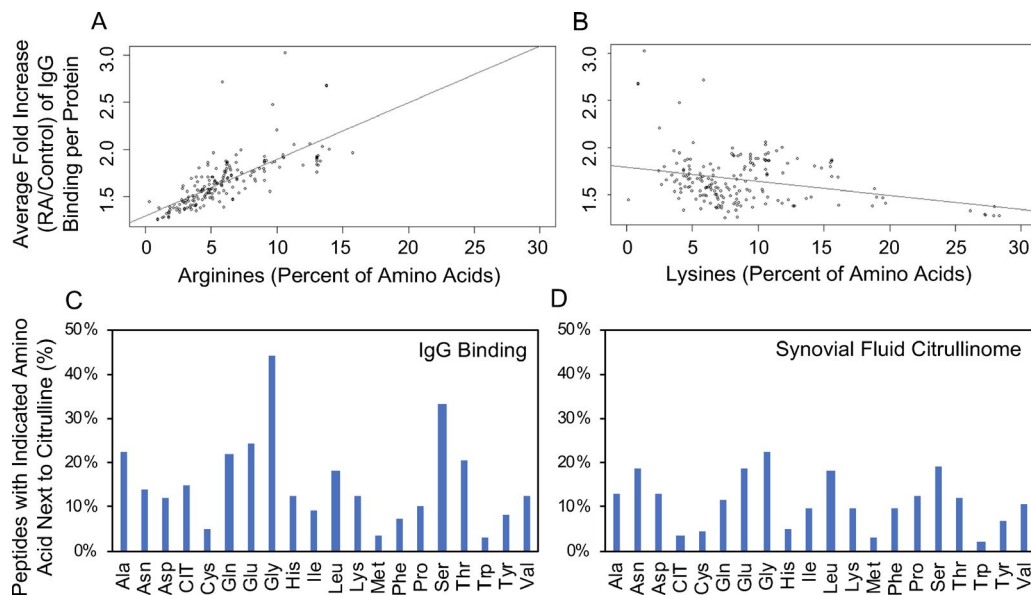 A
B
Average Fold Increase
(RA/Control) of IgG
Binding per Protein
3.0
2.5
2.0
1.5
0 5 10 15 20 25 30
Arginines (Percent of Amino Acids)
3.0
2.5
2.0
1.5
0 5 10 15 20 25 30
Lysines (Percent of Amino Acids)
C
D
Peptides with Indicated Amino
Acid Next to Citrulline (%)
50%
40%
30%
20%
10%
0%
IgG Binding
Ala Asn Asp CIT Cys Gln Glu Gly His Ile Leu Lys Met Phe Pro Ser Thr Trp Tyr Val
50%
40%
30%
20%
10%
0%
Synovial Fluid Citrullinome
Ala Asn Asp CIT Cys Gln Glu Gly His Ile Leu Lys Met Phe Pro Ser Thr Trp Tyr Val